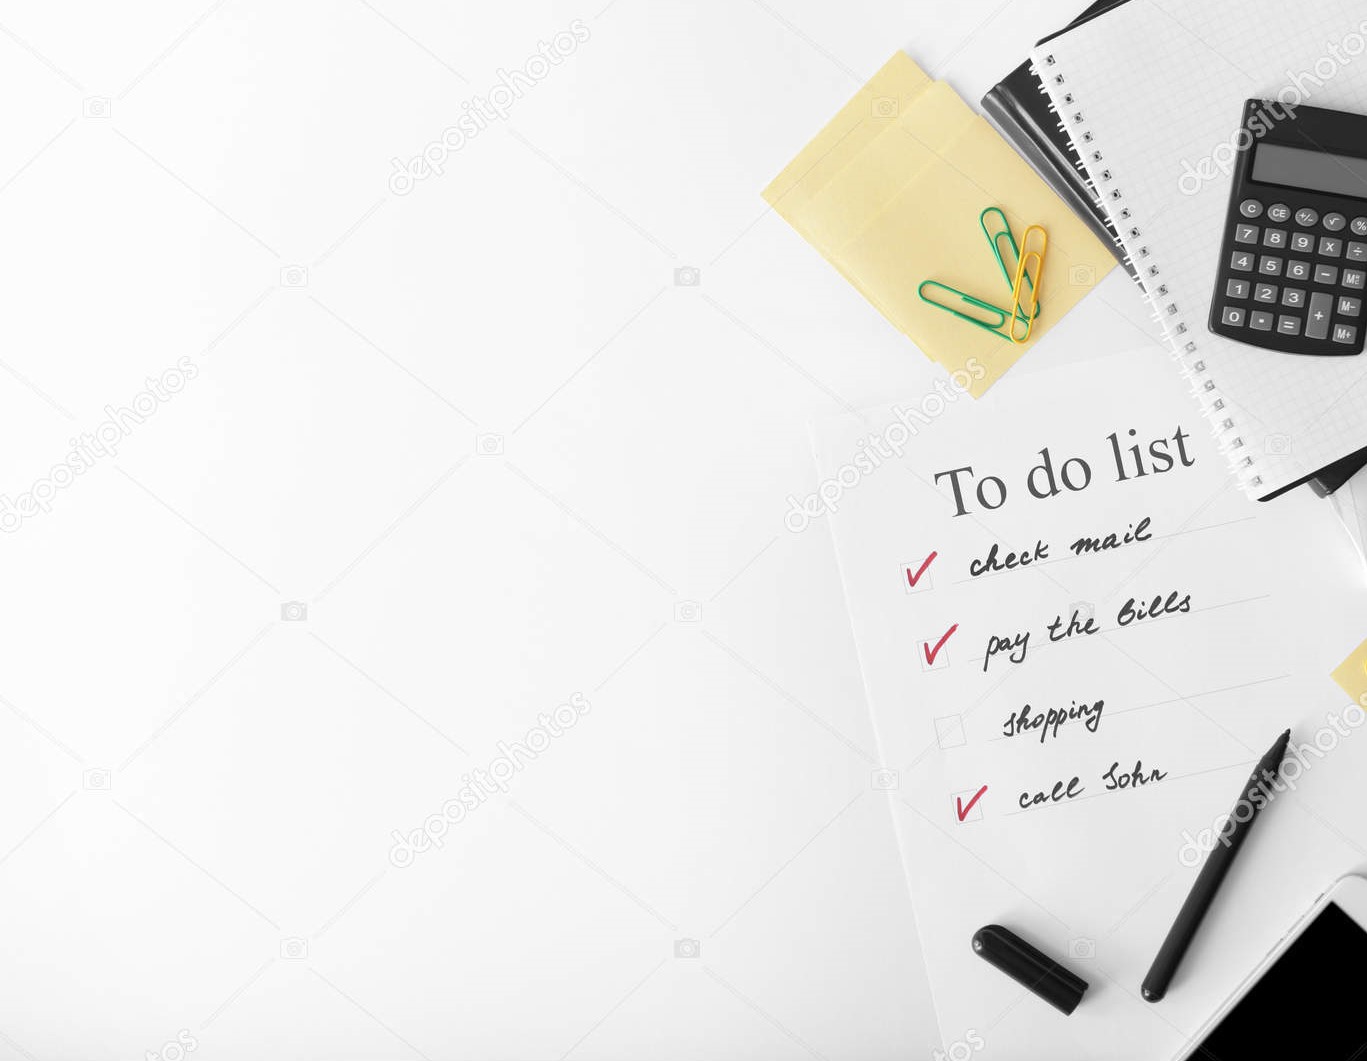 To do list
check mail
pay the bills
shopping
call John
C CE +/- √ %
7 8 9 x ÷
4 5 6 -
1 2 3 M-
0 . = + M+
depositphotos
depositphotos
depositphotos
depositphotos
depositphotos
depositphotos
depositphotos